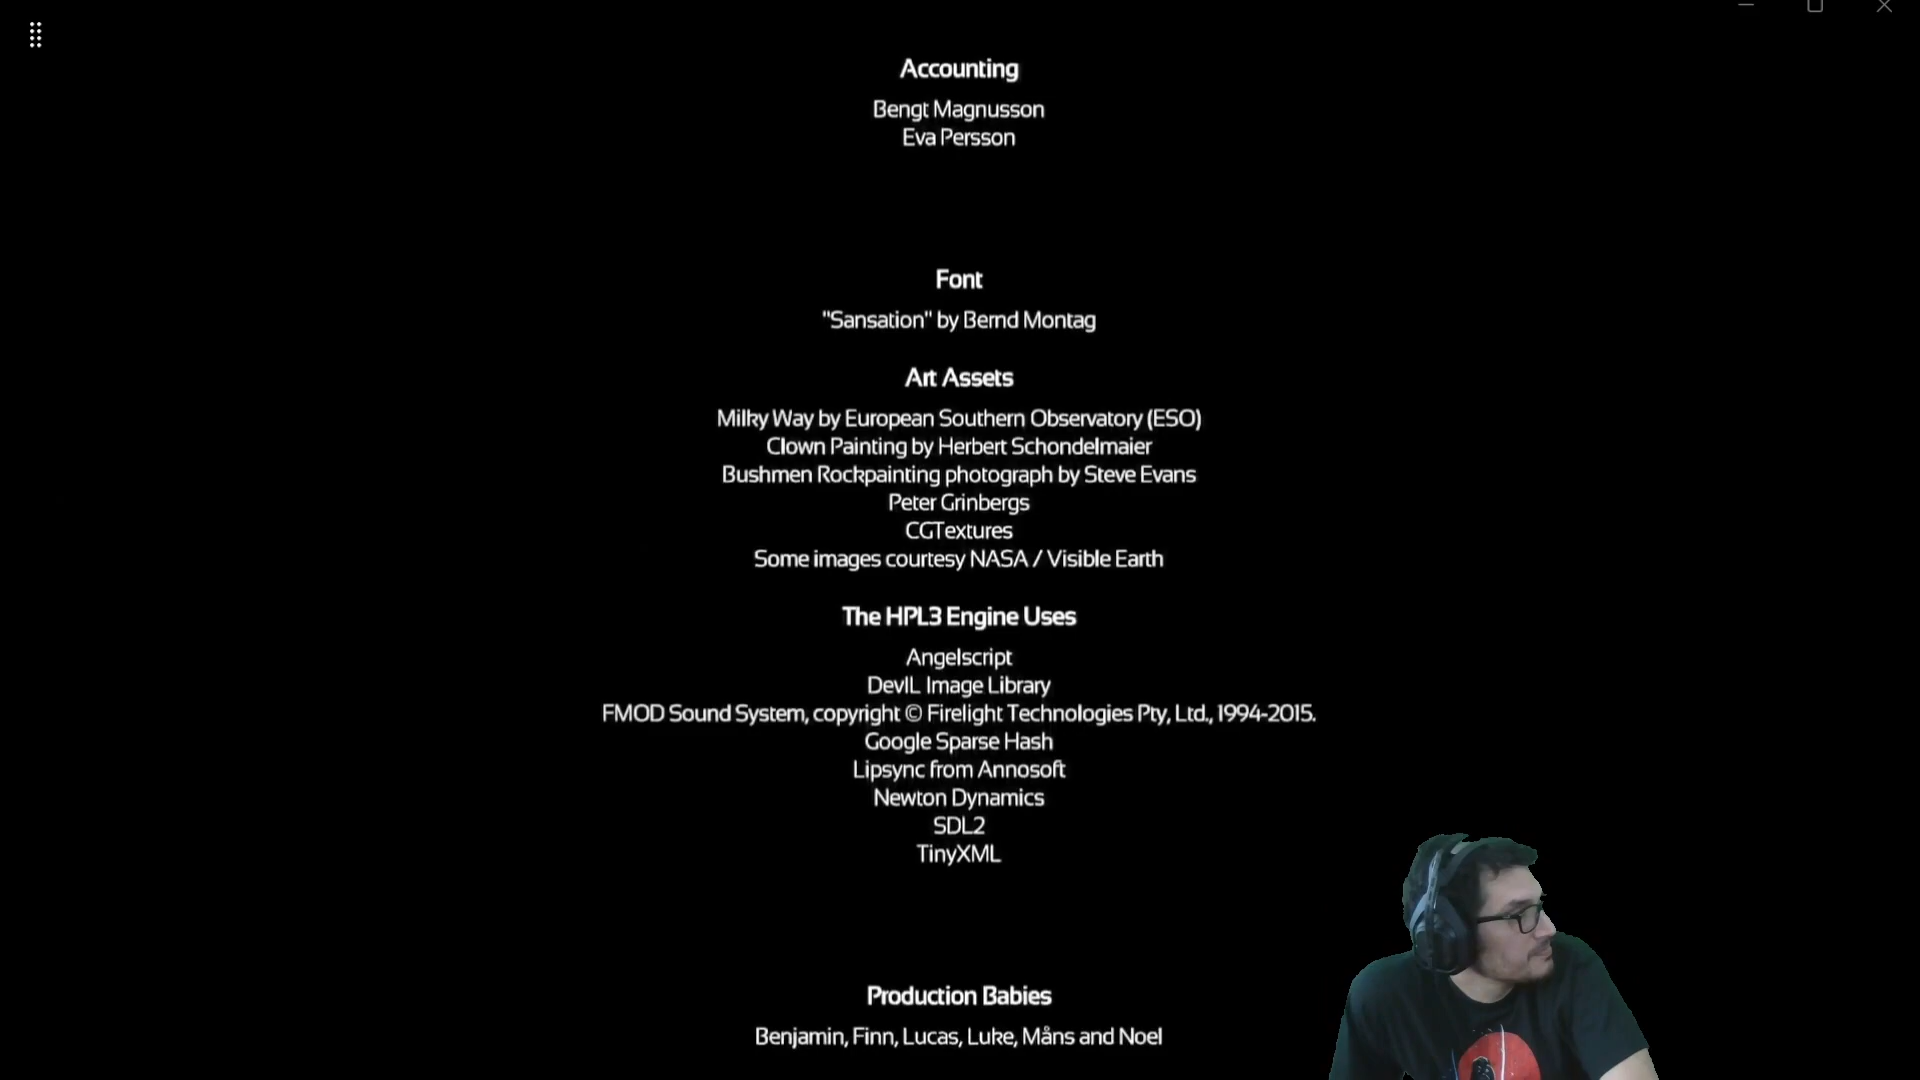 Accounting
Bengt Magnusson
Eva Persson
Font
"Sansation" by Bernd Montag
Art Assets
Milky Way by European Southern Observatory (ESO)
Clown Painting by Herbert Schondelmaier
Bushmen Rockpainting photograph by Steve Evans
Peter Grinbergs
CGTextures
Some images courtesy NASA / Visible Earth
The HPL3 Engine Uses
Angelscript
DevIL Image Library
FMOD Sound System, copyright © Firelight Technologies Pty, Ltd., 1994-2015.
Google Sparse Hash
Lipsync from Annosoft
Newton Dynamics
SDL2
TinyXML
Production Babies
Benjamin, Finn, Lucas, Luke, Måns and Noel